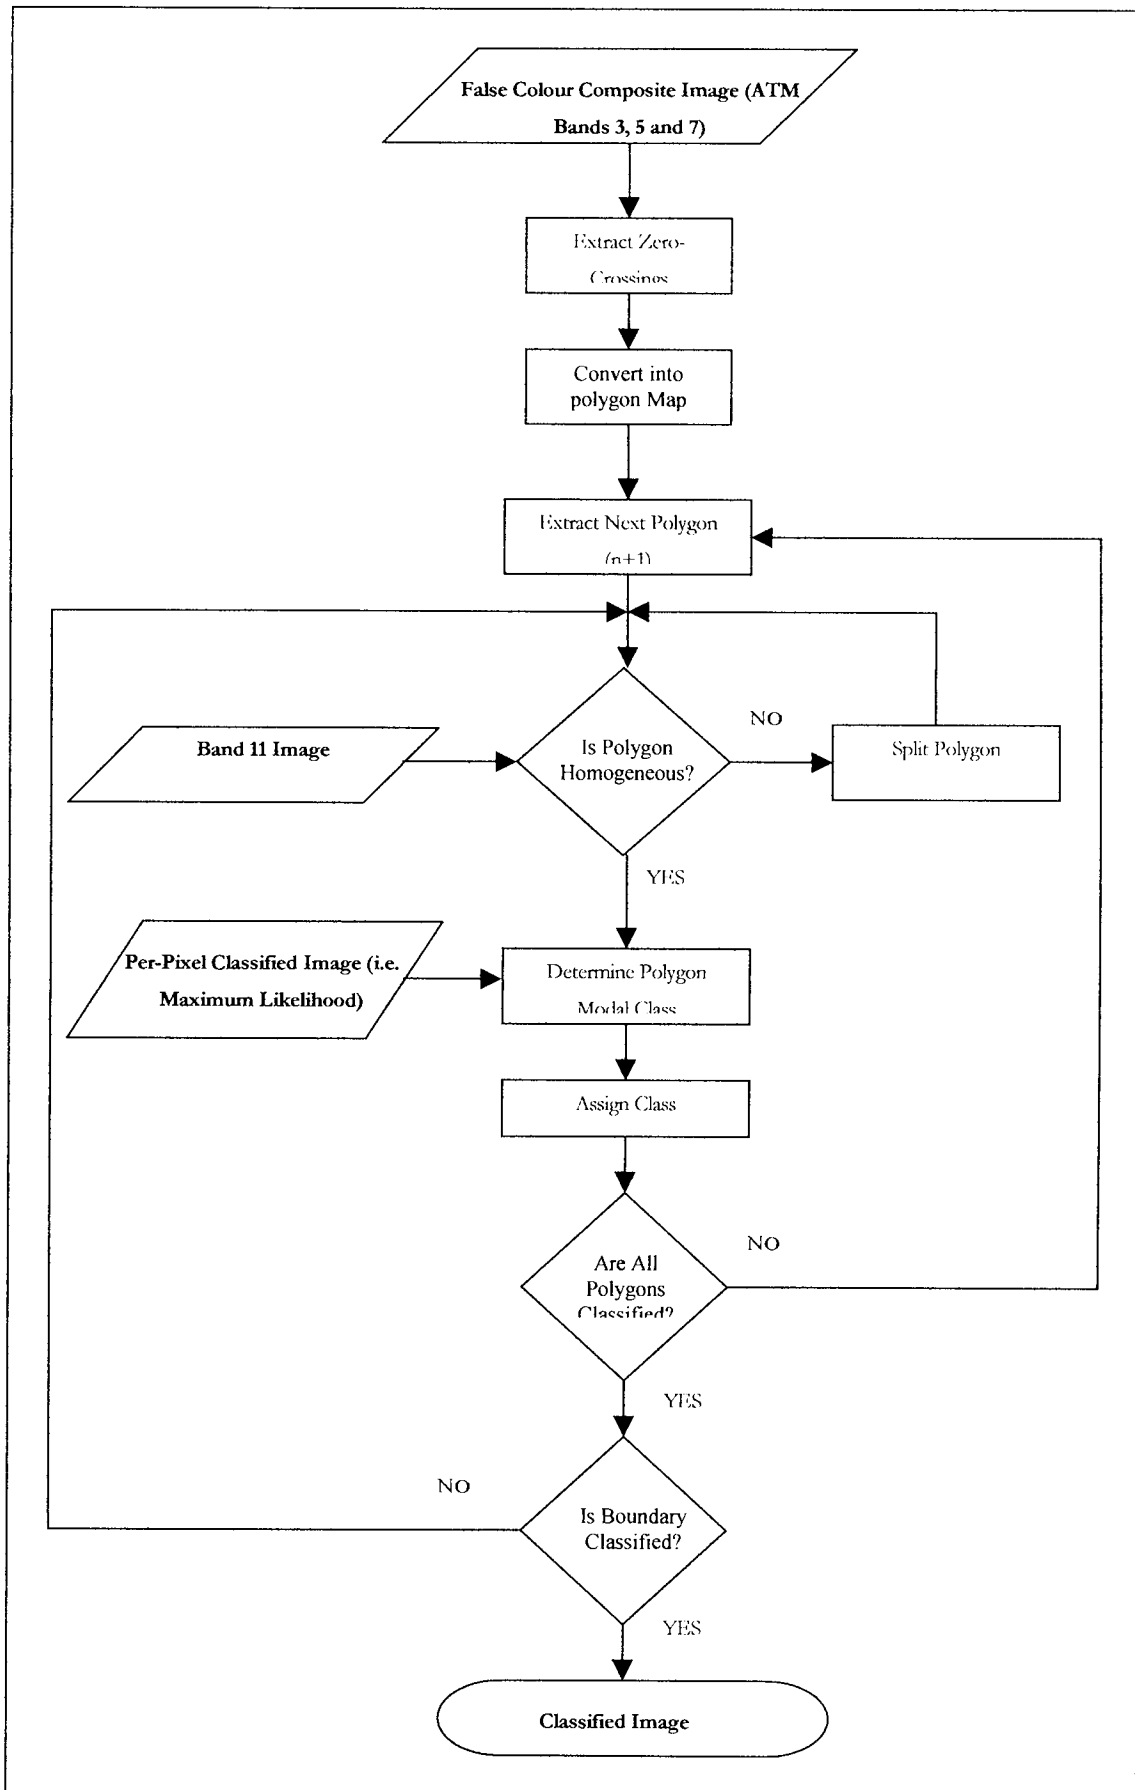 False Colour Composite Image (ATM
Bands 3, 5 and 7)
Extract Zero-
Crossings
Convert into
polygon Map
Extract Next Polygon
(n+1)
NO
Band 11 Image
Is Polygon
Homogeneous?
Split Polygon
YES
Per-Pixel Classified Image (i.e.
Maximum Likelihood)
Determine Polygon
Modal Class
Assign Class
NO
Are All
Polygons
Classified?
YES
NO
Is Boundary
Classified?
YES
Classified Image